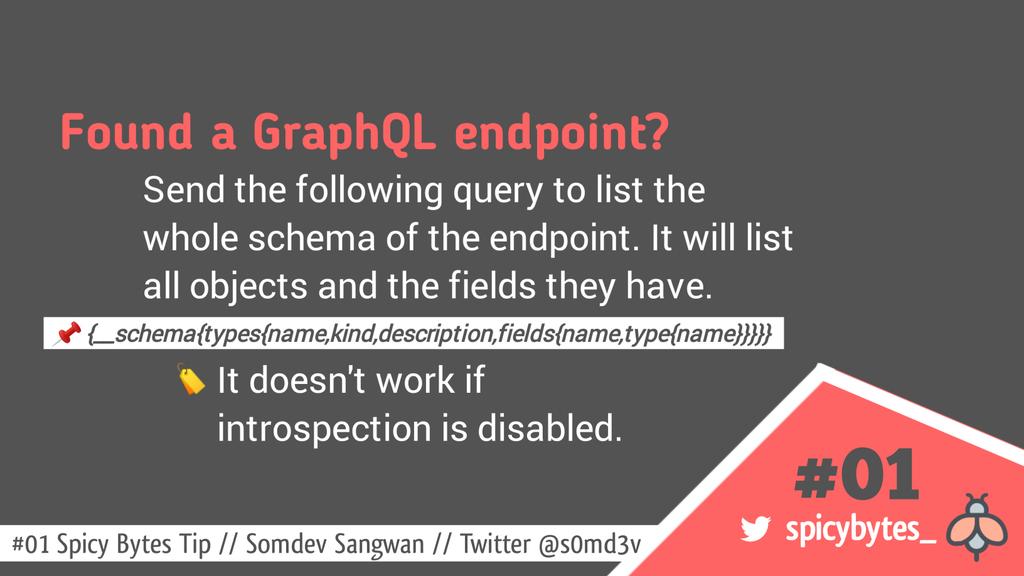 Found a GraphQL endpoint?
Send the following query to list the
whole schema of the endpoint. It will list
all objects and the fields they have.
{__schema{types{name,kind,description,fields{name,type{name}}}}}
It doesn't work if
introspection is disabled.
#01
spicybytes_
#01 Spicy Bytes Tip // Somdev Sangwan // Twitter @s0md3v